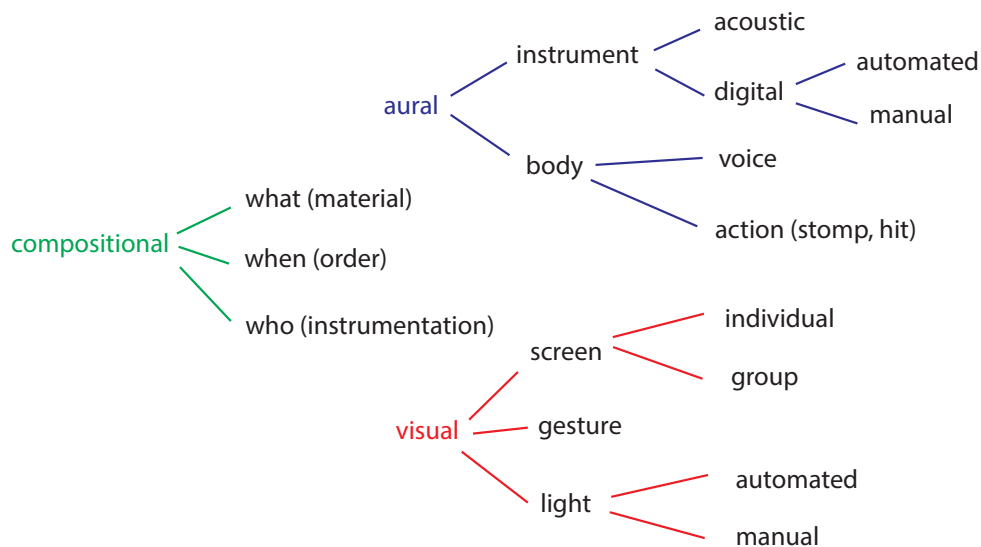 compositional
what (material)
when (order)
who (instrumentation)
aural
instrument
acoustic
digital
automated
manual
body
voice
action (stomp, hit)
visual
screen
individual
group
gesture
light
automated
manual